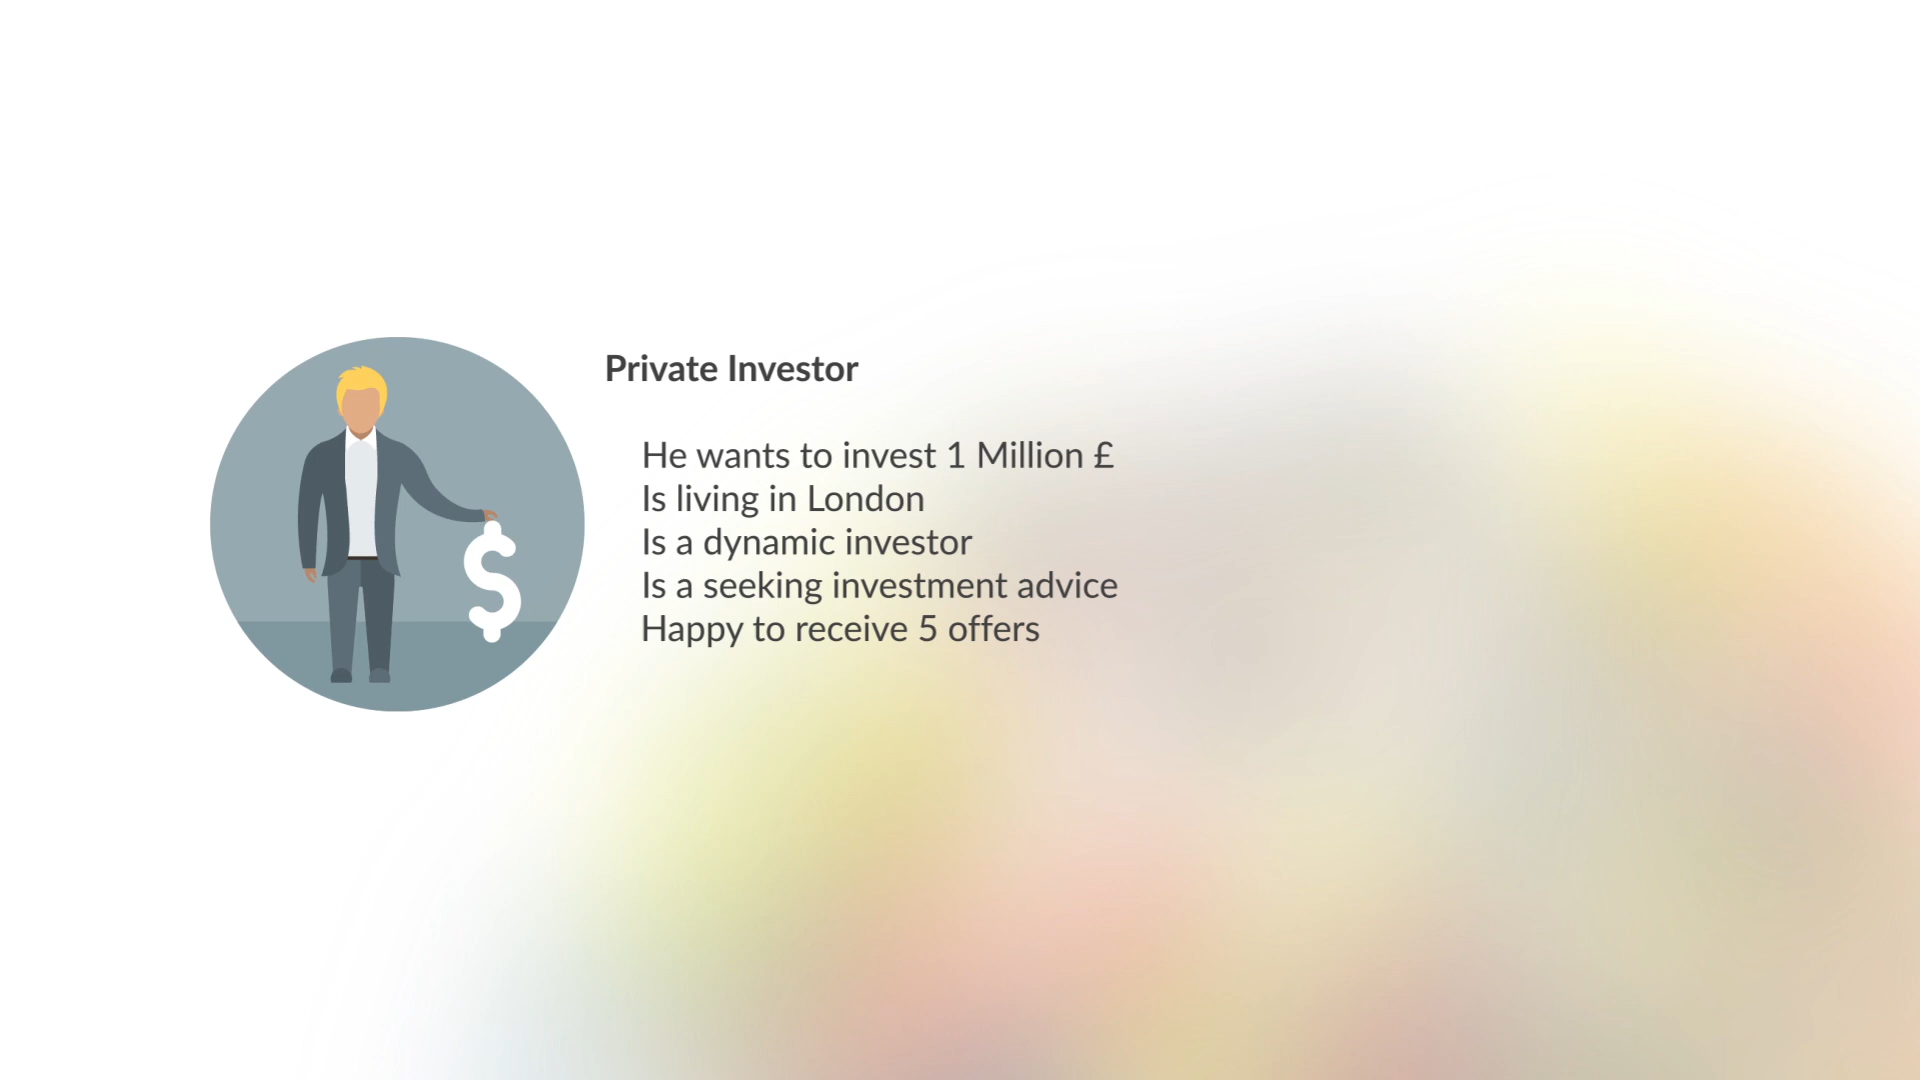 Private Investor
He wants to invest 1 Million £
Is living in London
Is a dynamic investor
Is a seeking investment advice
Happy to receive 5 offers
$